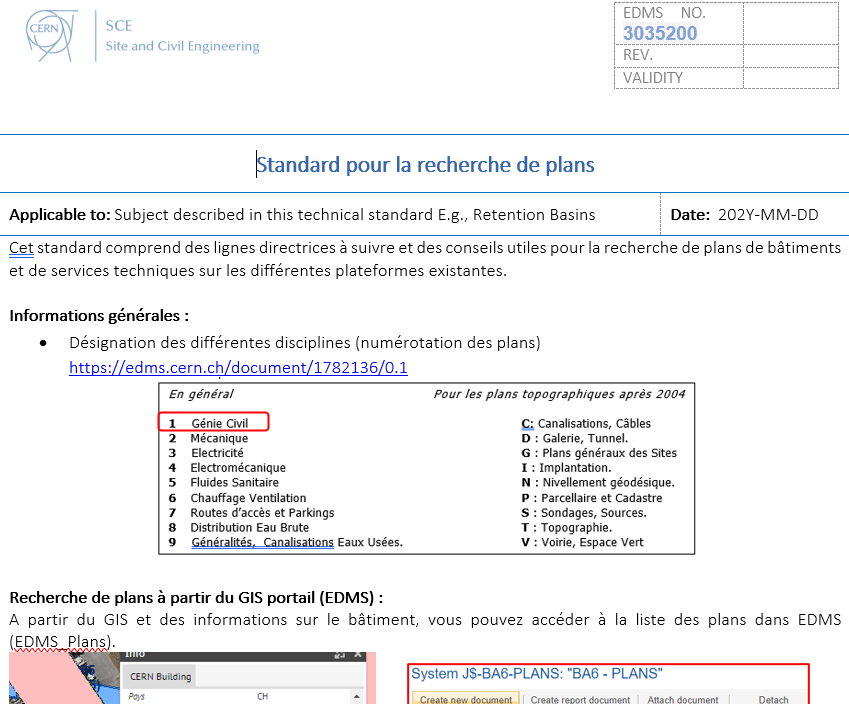 CERN
SCE
Site and Civil Engineering
EDMS NO.
3035200
REV.
VALIDITY
Standard pour la recherche de plans
Applicable to: Subject described in this technical standard E.g., Retention Basins
Date: 202Y-MM-DD
Cet standard comprend des lignes directrices à suivre et des conseils utiles pour la recherche de plans de bâtiments
et de services techniques sur les différentes plateformes existantes.
Informations générales :
• Désignation des différentes disciplines (numérotation des plans)
https://edms.cern.ch/document/1782136/0.1
En général
Pour les plans topographiques après 2004
1 Génie Civil
2 Mécanique
3 Electricité
4 Electromécanique
5 Fluides Sanitaire
6 Chauffage Ventilation
7 Routes d'accès et Parkings
8 Distribution Eau Brute
9 Généralités, Canalisations Eaux Usées.
C: Canalisations, Câbles
D : Galerie, Tunnel.
G : Plans généraux des Sites
I : Implantation.
N : Nivellement géodésique.
P : Parcellaire et Cadastre
S : Sondages, Sources.
T : Topographie.
V : Voirie, Espace Vert
Recherche de plans à partir du GIS portail (EDMS) :
A partir du GIS et des informations sur le bâtiment, vous pouvez accéder à la liste des plans dans EDMS
(EDMS_Plans).
Info
CERN Building
Pays CH
System J$-BA6-PLANS: "BA6 - PLANS"
Create new document Create report document Attach document Detach